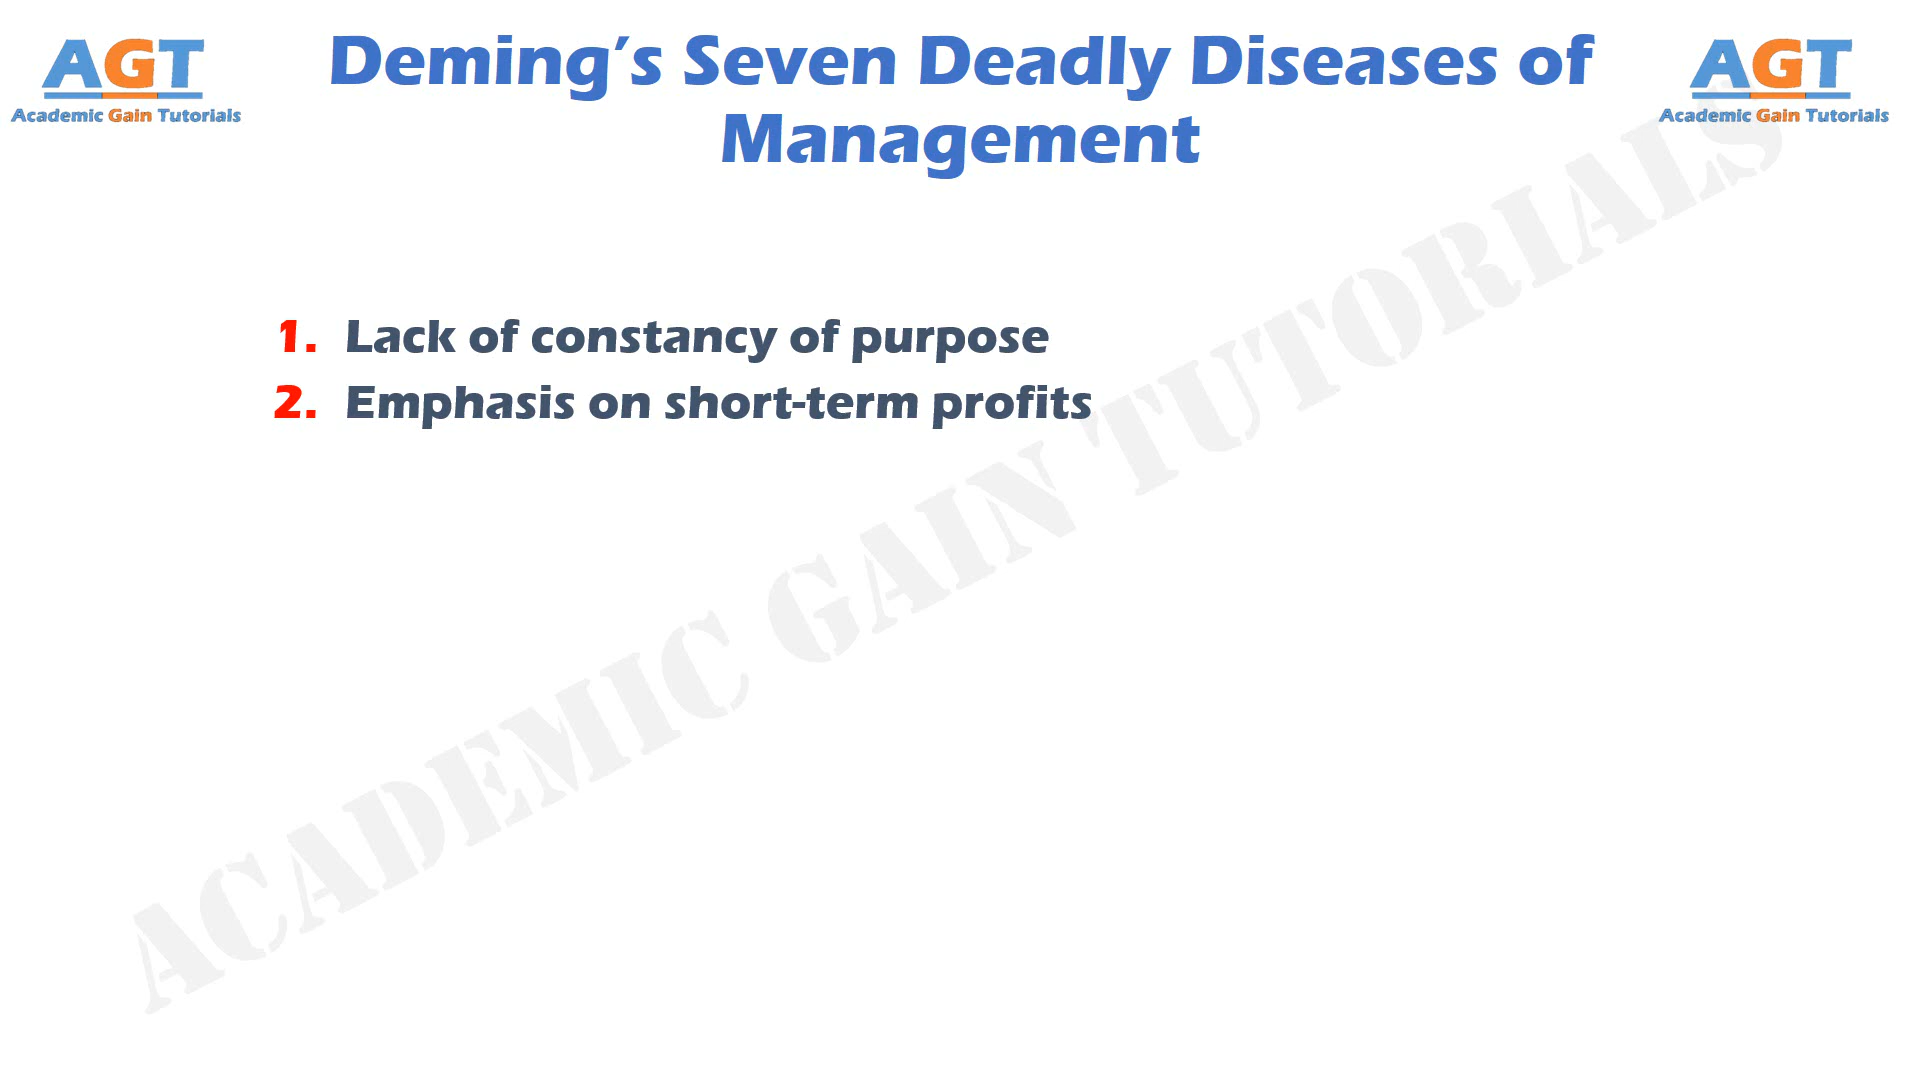 AGT
Academic Gain Tutorials
Deming's Seven Deadly Diseases of
Management
AGT
Academic Gain Tutorials
1. Lack of constancy of purpose
2. Emphasis on short-term profits
ACADEMIC GAIN TUTORIALS